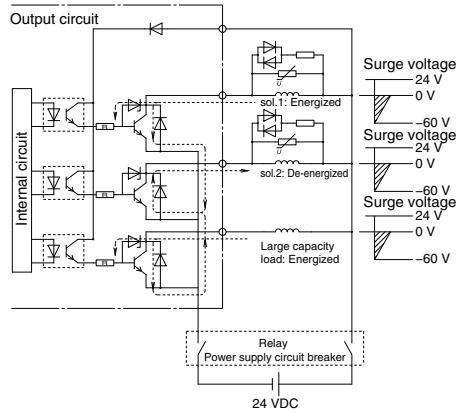 Output circuit
Internal circuit
U
sol.1: Energized
U
sol.2: De-energized
Large capacity
load: Energized
Surge voltage
24 V
0 V
–60 V
Surge voltage
24 V
0 V
–60 V
Surge voltage
24 V
0 V
–60 V
Relay
Power supply circuit breaker
24 VDC